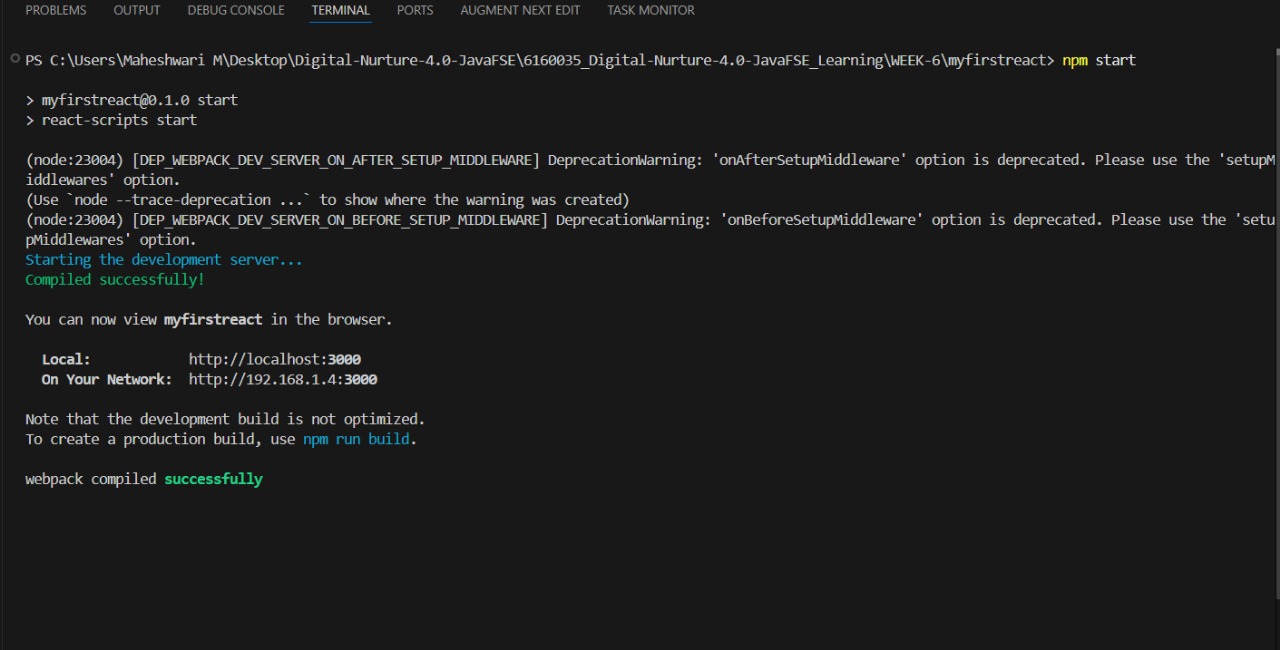 PROBLEMS OUTPUT DEBUG CONSOLE TERMINAL PORTS AUGMENT NEXT EDIT TASK MONITOR
PS C:\Users\Maheshwari M\Desktop\Digital-Nurture-4.0-JavaFSE\6160035_Digital-Nurture-4.0-JavaFSE_Learning\WEEK-6\myfirstreact> npm start
> myfirstreact@0.1.0 start
> react-scripts start
(node:23004) [DEP_WEBPACK_DEV_SERVER_ON_AFTER_SETUP_MIDDLEWARE] DeprecationWarning: 'onAfterSetupMiddleware' option is deprecated. Please use the 'setupM
iddlewares' option.
(Use `node --trace-deprecation ...` to show where the warning was created)
(node:23004) [DEP_WEBPACK_DEV_SERVER_ON_BEFORE_SETUP_MIDDLEWARE] DeprecationWarning: 'onBeforeSetupMiddleware' option is deprecated. Please use the 'setu
pMiddlewares' option.
Starting the development server...
Compiled successfully!
You can now view myfirstreact in the browser.
Local: http://localhost:3000
On Your Network: http://192.168.1.4:3000
Note that the development build is not optimized.
To create a production build, use npm run build.
webpack compiled successfully